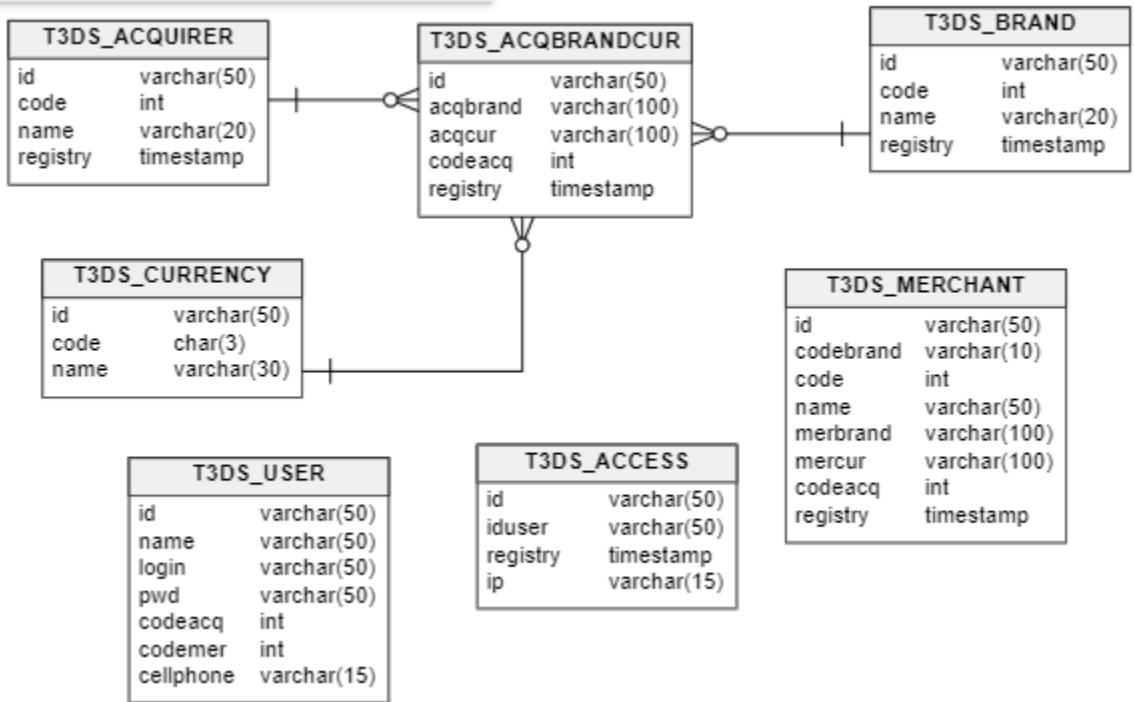 T3DS_ACQUIRER
id varchar(50)
code int
name varchar(20)
registry timestamp
T3DS_ACQBRANDCUR
id varchar(50)
acqbrand varchar(100)
acqcur varchar(100)
codeacq int
registry timestamp
T3DS_BRAND
id varchar(50)
code int
name varchar(20)
registry timestamp
T3DS_CURRENCY
id varchar(50)
code char(3)
name varchar(30)
T3DS_MERCHANT
id varchar(50)
codebrand varchar(10)
code int
name varchar(50)
merbrand varchar(100)
mercur varchar(100)
codeacq int
registry timestamp
T3DS_USER
id varchar(50)
name varchar(50)
login varchar(50)
pwd varchar(50)
codeacq int
codemer int
cellphone varchar(15)
T3DS_ACCESS
id varchar(50)
iduser varchar(50)
registry timestamp
ip varchar(15)